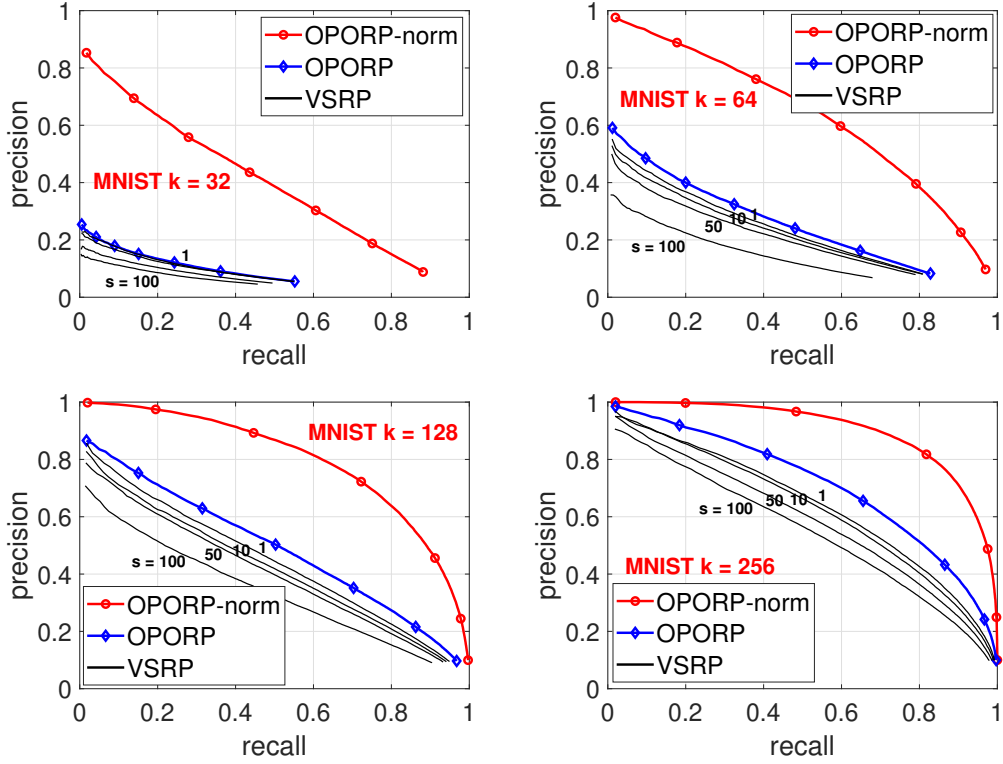 1
0.8
0.6
0.4
0.2
0
precision
0
0.2
0.4
0.6
0.8
1
recall
OPORP-norm
OPORP
VSRP
MNIST k = 32
1
s = 100
1
0.8
0.6
0.4
0.2
0
precision
0
0.2
0.4
0.6
0.8
1
recall
OPORP-norm
OPORP
VSRP
MNIST k = 64
1
10
50
s = 100
1
0.8
0.6
0.4
0.2
0
precision
0
0.2
0.4
0.6
0.8
1
recall
MNIST k = 128
1
10
50
s = 100
OPORP-norm
OPORP
VSRP
1
0.8
0.6
0.4
0.2
0
precision
0
0.2
0.4
0.6
0.8
1
recall
1
10
50
s = 100
MNIST k = 256
OPORP-norm
OPORP
VSRP